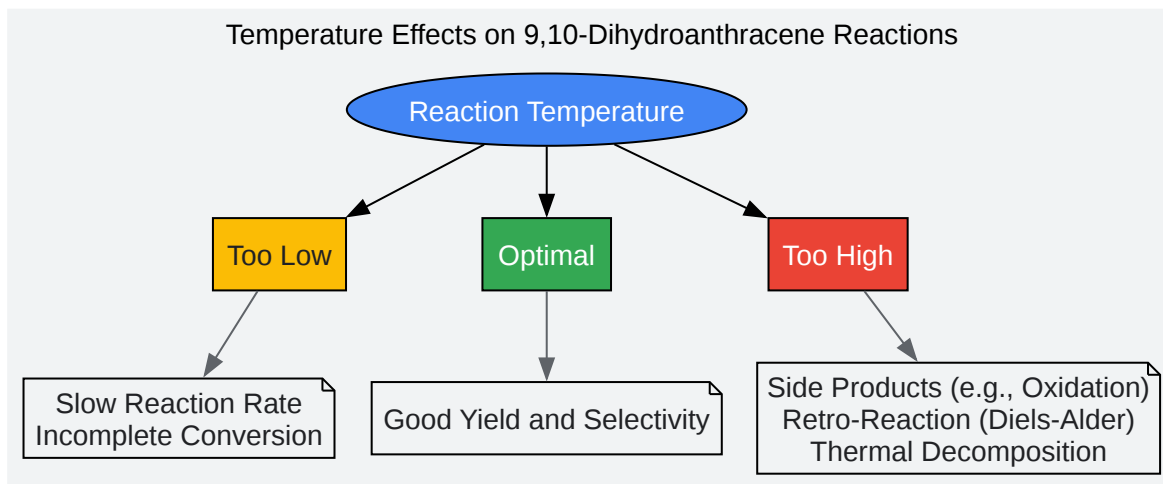 Temperature Effects on 9,10-Dihydroanthracene Reactions
Reaction Temperature
Too Low
Optimal
Too High
Slow Reaction Rate
Incomplete Conversion
Good Yield and Selectivity
Side Products (e.g., Oxidation)
Retro-Reaction (Diels-Alder)
Thermal Decomposition